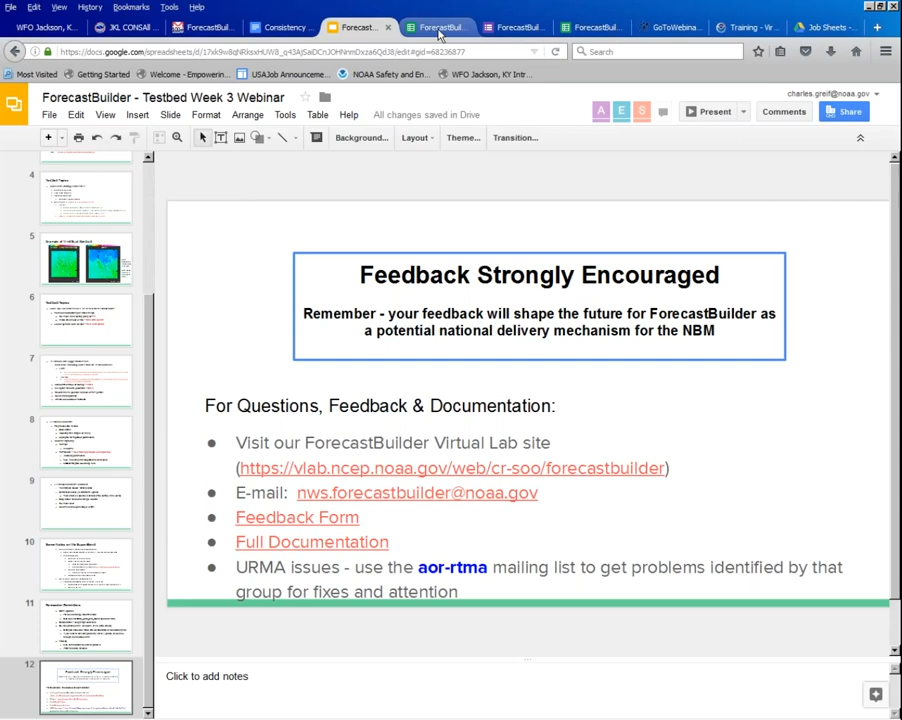 File Edit View History Bookmarks Tools Help
WFO Jackson, K... JKL CONSAll ... ForecastBuil... Consistency ... Forecast... ForecastBuil... ForecastBuil... ForecastBuil... GoToWebina... Training - Vir... Job Sheets -...
https://docs.google.com/spreadsheets/d/17xk9w8qNRksxHUW8_q43AjSaiDCnJOHNnmDxza6QdJ8/edit#gid=68236877
Search
Most Visited Getting Started Welcome - Empowerin... USAJob Announceme... NOAA Safety and En... WFO Jackson, KY Intr...
ForecastBuilder - Testbed Week 3 Webinar
charles.greif@noaa.gov
File Edit View Insert Slide Format Arrange Tools Table Help All changes saved in Drive
A E S Present Comments Share
Background... Layout Theme... Transition...
4
5
6
7
8
9
10
11
12
Feedback Strongly Encouraged
Remember - your feedback will shape the future for ForecastBuilder as
a potential national delivery mechanism for the NBM
For Questions, Feedback & Documentation:
● Visit our ForecastBuilder Virtual Lab site
(https://vlab.ncep.noaa.gov/web/cr-soo/forecastbuilder)
● E-mail: nws.forecastbuilder@noaa.gov
● Feedback Form
● Full Documentation
● URMA issues - use the aor-rtma mailing list to get problems identified by that
group for fixes and attention
Click to add notes